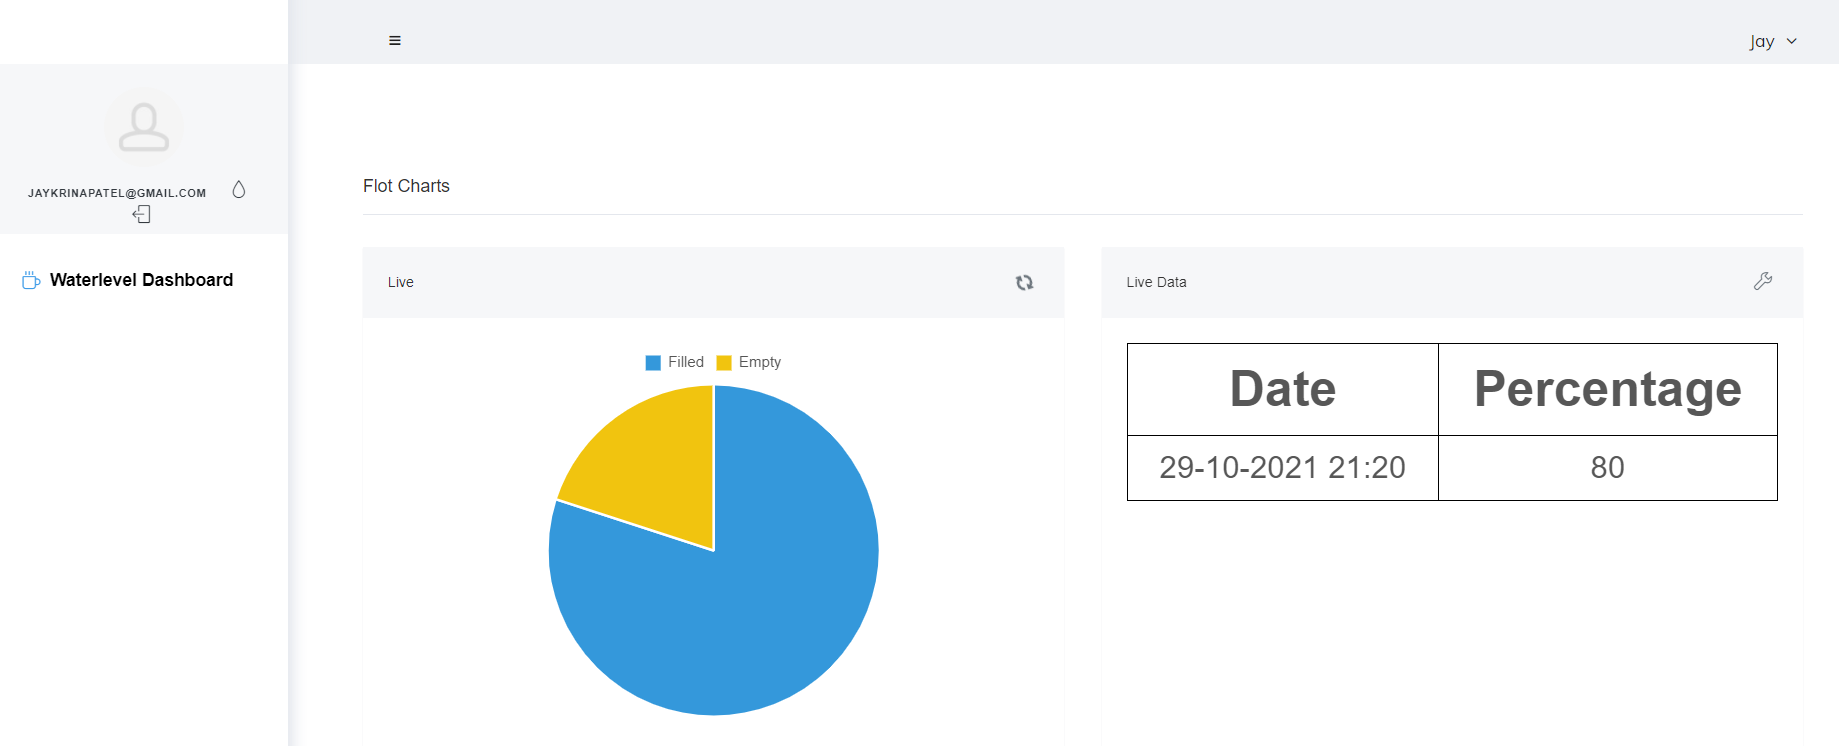 Jay
JAYKRINAPATEL@GMAIL.COM
Waterlevel Dashboard
Flot Charts
Live
Filled Empty
Live Data
Date Percentage
29-10-2021 21:20 80